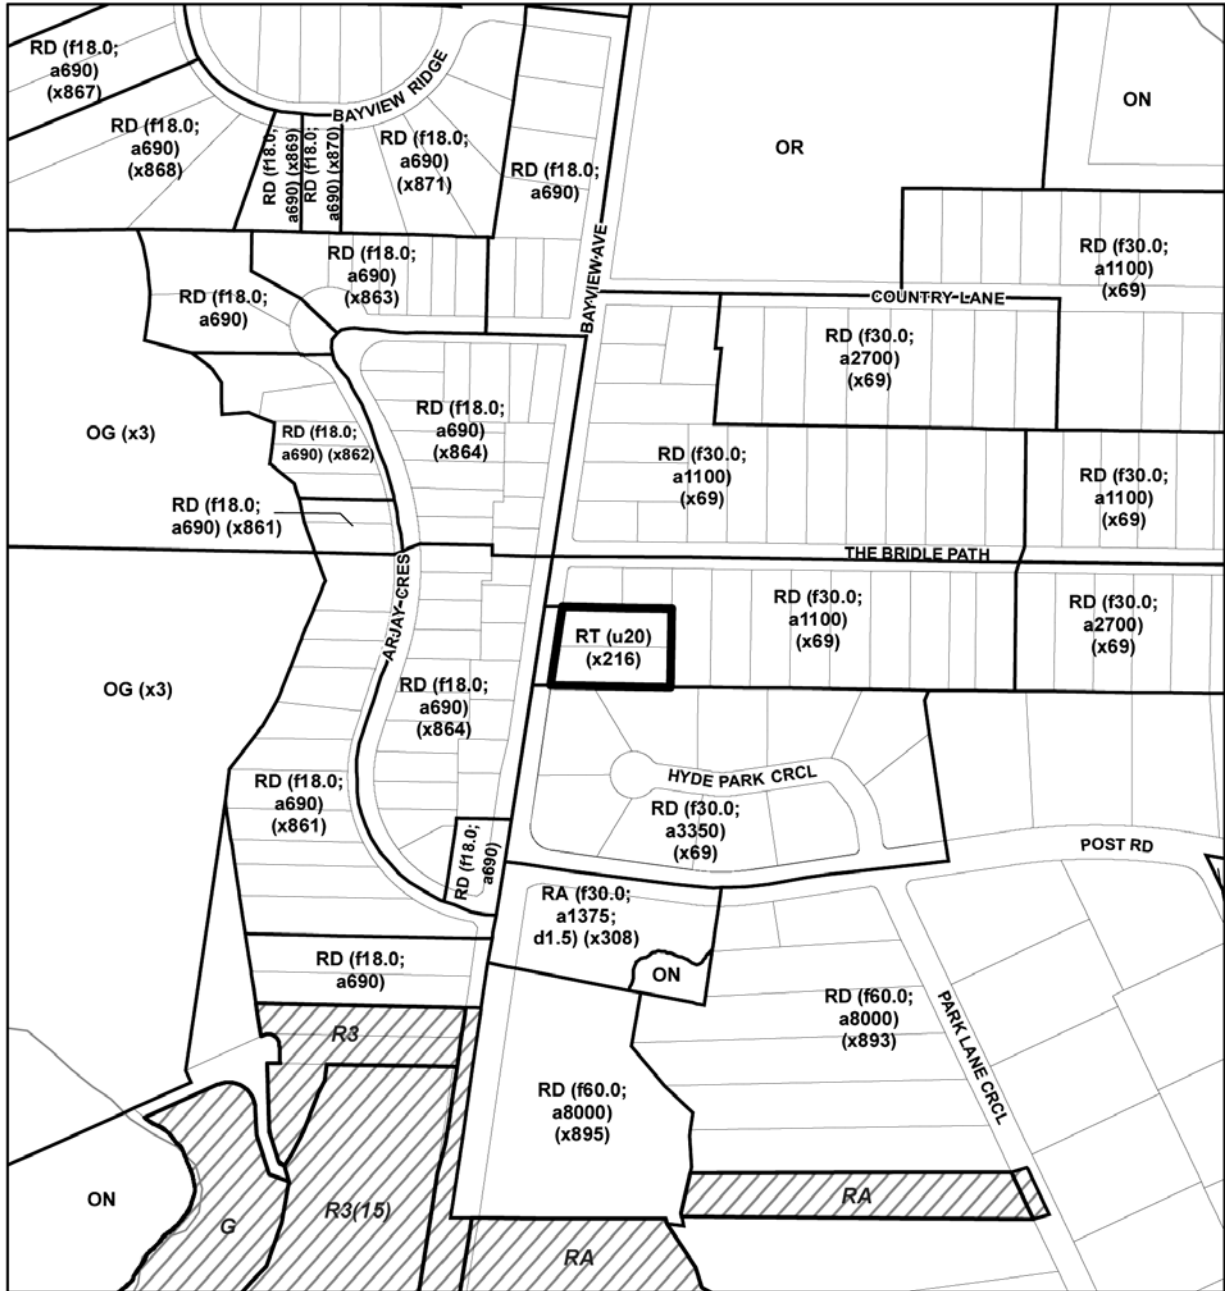 RD (f18.0;
a690)
(x867)
BAYVIEW RIDGE
ON
RD (f18.0;
a690)
(x868)
RD (f18.0;
a690) (x869)
RD (f18.0;
a690) (x870)
RD (f18.0;
a690)
(x871)
RD (f18.0;
a690)
OR
BAYVIEW AVE
RD (f18.0;
a690)
(x863)
RD (f18.0;
a690)
RD (f30.0;
a1100)
(x69)
COUNTRY LANE
RD (f30.0;
a2700)
(x69)
OG (x3)
RD (f18.0;
a690) (x862)
RD (f18.0;
a690)
(x864)
RD (f30.0;
a1100)
(x69)
RD (f30.0;
a1100)
(x69)
RD (f18.0;
a690) (x861)
THE BRIDLE PATH
ARJAY CRES
RT (u20)
(x216)
RD (f30.0;
a1100)
(x69)
RD (f30.0;
a2700)
(x69)
OG (x3)
RD (f18.0;
a690)
(x864)
HYDE PARK CRCL
RD (f18.0;
a690)
(x861)
RD (f30.0;
a3350)
(x69)
POST RD
RD (f18.0;
a690)
RA (f30.0;
a1375;
d1.5) (x308)
ON
RD (f18.0;
a690)
RD (f60.0;
a8000)
(x893)
PARK LANE CRCL
R3
RD (f60.0;
a8000)
(x895)
ON
G
R3(15)
RA
RA